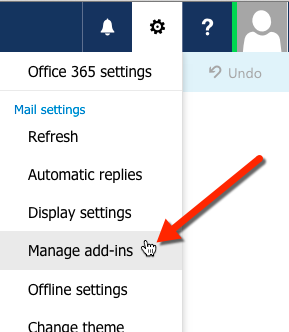 ?
Office 365 settings
Undo
Mail settings
Refresh
Automatic replies
Display settings
Manage add-ins
Offline settings
Change theme